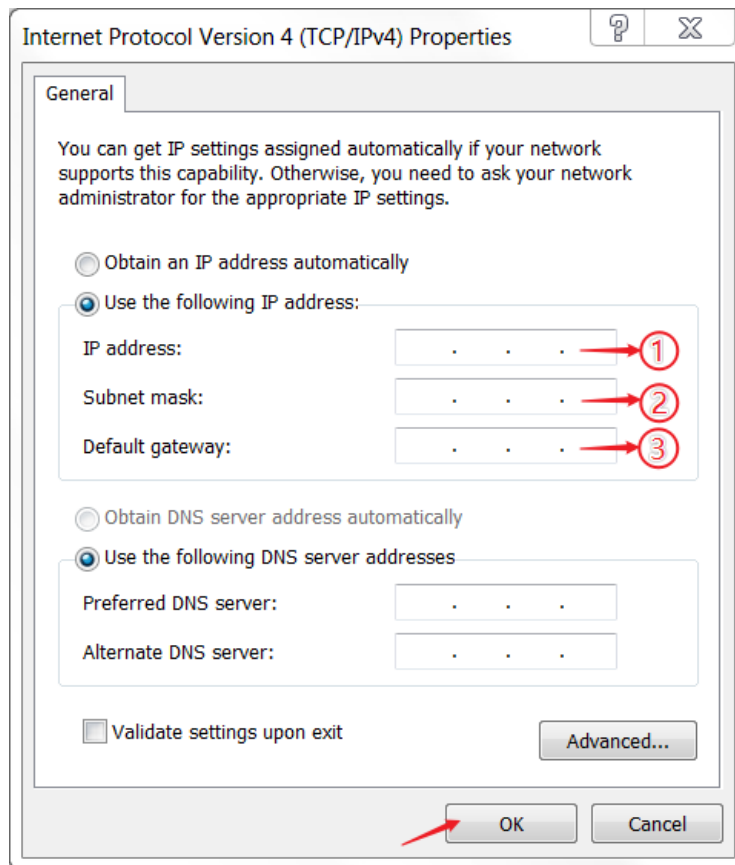 Internet Protocol Version 4 (TCP/IPv4) Properties
General
You can get IP settings assigned automatically if your network
supports this capability. Otherwise, you need to ask your network
administrator for the appropriate IP settings.
Obtain an IP address automatically
Use the following IP address:
IP address: . . . ①
Subnet mask: . . . ②
Default gateway: . . . ③
Obtain DNS server address automatically
Use the following DNS server addresses
Preferred DNS server: . . .
Alternate DNS server: . . .
Validate settings upon exit
Advanced...
OK Cancel